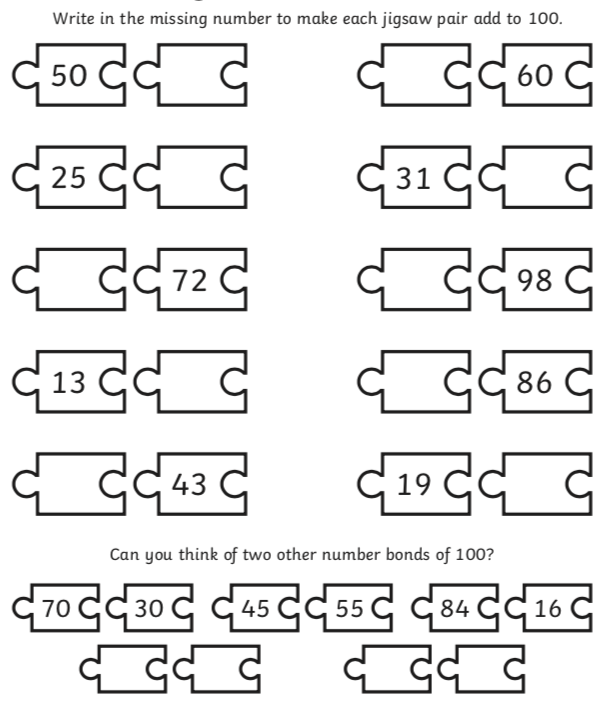 Write in the missing number to make each jigsaw pair add to 100.
50 60
25 31
72 98
13 86
43 19
Can you think of two other number bonds of 100?
70 30 45 55 84 16